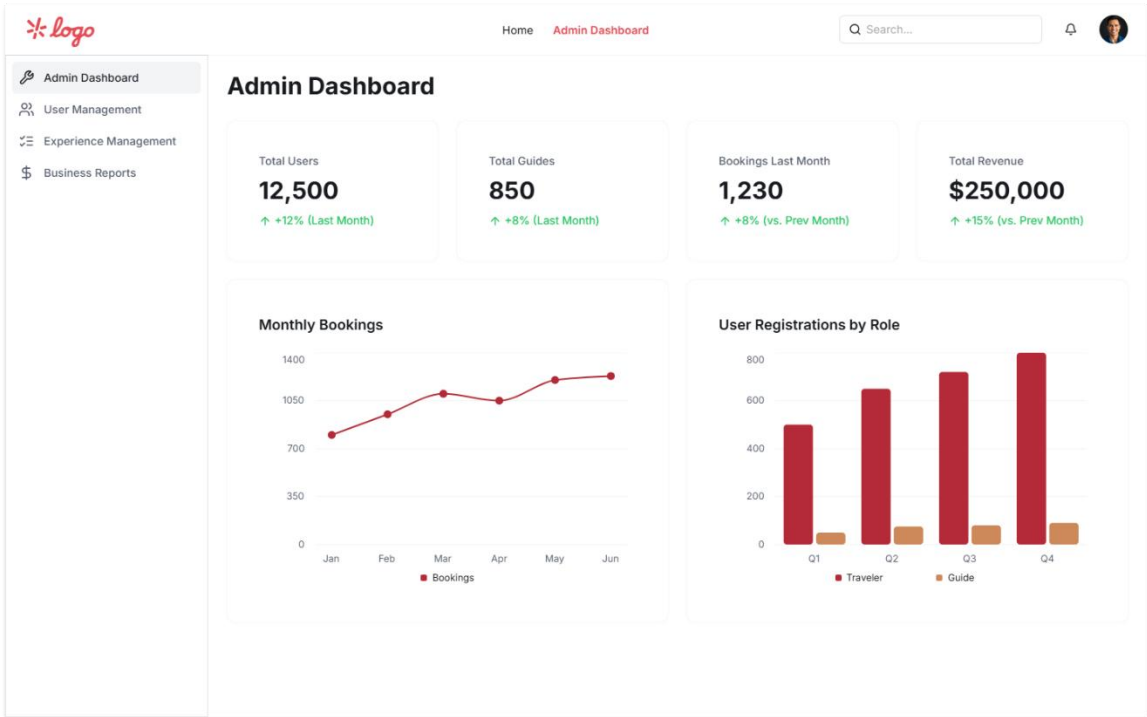 logo
Home
Admin Dashboard
Search...
Admin Dashboard
User Management
Experience Management
$ Business Reports
Admin Dashboard
Total Users
12,500
↑ +12% (Last Month)
Total Guides
850
↑ +8% (Last Month)
Bookings Last Month
1,230
↑ +8% (vs. Prev Month)
Total Revenue
$250,000
↑ +15% (vs. Prev Month)
Monthly Bookings
1400
1050
700
350
0
Jan Feb Mar Apr May Jun
Bookings
User Registrations by Role
800
600
400
200
0
Q1 Q2 Q3 Q4
Traveler Guide